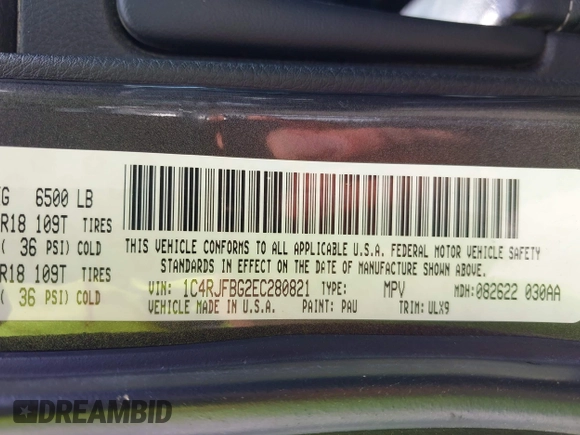 6500 LB
R18 109T TIRES
( 36 PSI) COLD
R18 109T TIRES
( 36 PSI) COLD
THIS VEHICLE CONFORMS TO ALL APPLICABLE U.S.A. FEDERAL MOTOR VEHICLE SAFETY
STANDARDS IN EFFECT ON THE DATE OF MANUFACTURE SHOWN ABOVE.
VIN: 1C4RJFBG2EC280821 TYPE: MPV MDH: 082622 030AA
VEHICLE MADE IN U.S.A. PAINT: PAU TRIM: ULX9
DREAMBID